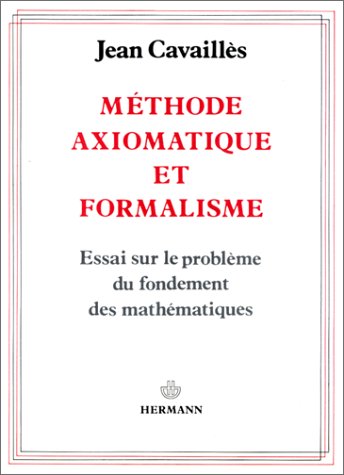 Jean Cavaillès
MÉTHODE
AXIOMATIQUE
ET
FORMALISME
Essai sur le problème
du fondement
des mathématiques
HERMANN